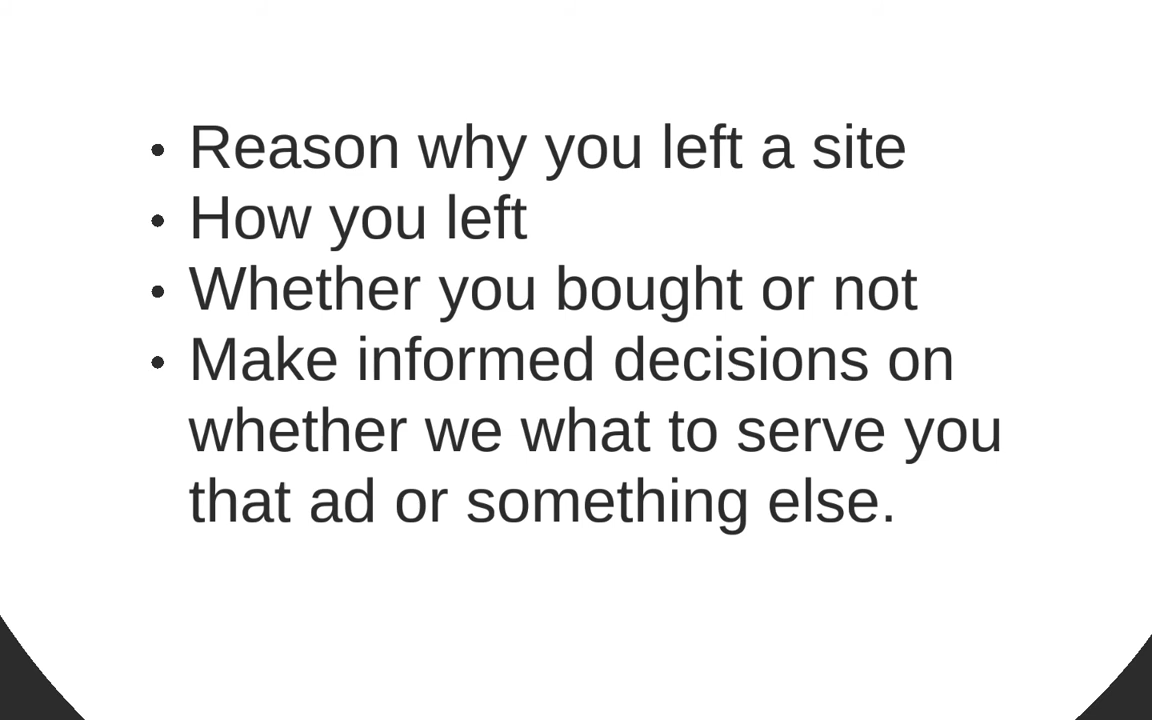 • Reason why you left a site
• How you left
• Whether you bought or not
• Make informed decisions on
whether we what to serve you
that ad or something else.